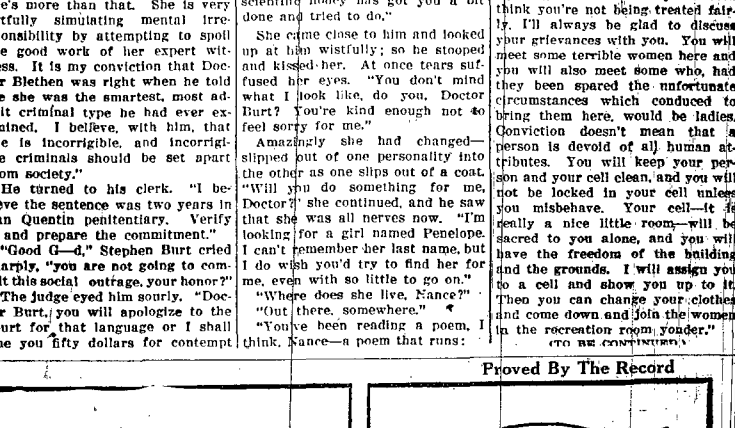 e's more than that. She is very
tfully simulating mental irre-
onsibility by attempting to spoil
e good work of her expert wit-
ess. It is my conviction that Doc-
r Blethen was right when he told
e she was the smartest, most ad-
it criminal type he had ever ex-
ained. I believe, with him, that
e is incorrigible, and incorrigi-
e criminals should be set apart
om society."
He turned to his clerk. "I be-
eve the sentence was two years in
an Quentin penitentiary. Verify
and prepare the commitment."
"Good G—d," Stephen Burt cried
arply, "you are not going to com-
it this social outrage, your honor?"
The judge eyed him sourly. "Doc-
r Burt, you will apologize to the
urt for that language or I shall
ne you fifty dollars for contempt
scientific money has got you a bit
done and tried to do."
She came close to him and looked
up at him wistfully; so he stooped
and kissed her. At once tears suf-
fused her eyes. "You don't mind
what I look like, do you, Doctor
Burt? You're kind enough not to
feel sorry for me."
Amazingly she had changed—
slipped out of one personality into
the other as one slips out of a coat.
"Will you do something for me,
Doctor?" she continued, and he saw
that she was all nerves now. "I'm
looking for a girl named Penelope.
I can't remember her last name, but
I do wish you'd try to find her for
me, even with so little to go on."
"Where does she live, Nance?"
"Out there, somewhere."
"You've been reading a poem, I
think, Nance—a poem that runs:
think you're not being treated fair-
ly. I'll always be glad to discuss
your grievances with you. You will
meet some terrible women here and
you will also meet some who, had
they been spared the unfortunate
circumstances which conduced to
bring them here, would be ladies.
Conviction doesn't mean that a
person is devoid of all human at-
tributes. You will keep your per-
son and your cell clean, and you will
not be locked in your cell unless
you misbehave. Your cell—it is
really a nice little room—will be
sacred to you alone, and you will
have the freedom of the building
and the grounds. I will assign you
to a cell and show you up to it.
Then you can change your clothes
and come down and join the women
in the recreation room yonder."
(TO BE CONTINUED)
Proved By The Record